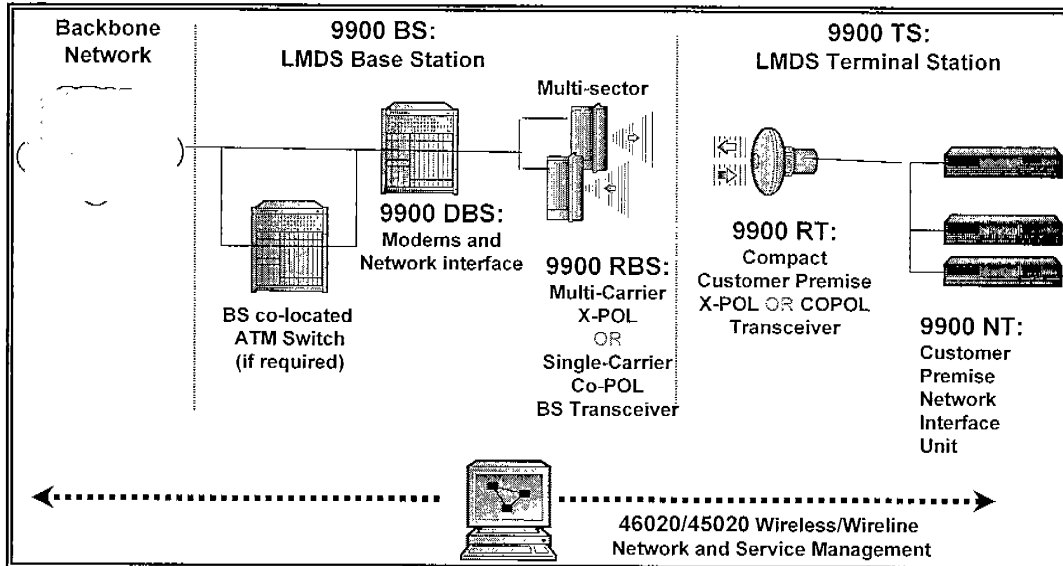 Backbone
Network
9900 BS:
LMDS Base Station
9900 TS:
LMDS Terminal Station
Multi-sector
9900 DBS:
Modems and
Network interface
BS co-located
ATM Switch
(if required)
9900 RBS:
Multi-Carrier
X-POL
OR
Single-Carrier
Co-POL
BS Transceiver
9900 RT:
Compact
Customer Premise
X-POL OR COPOL
Transceiver
9900 NT:
Customer
Premise
Network
Interface
Unit
46020/45020 Wireless/Wireline
Network and Service Management